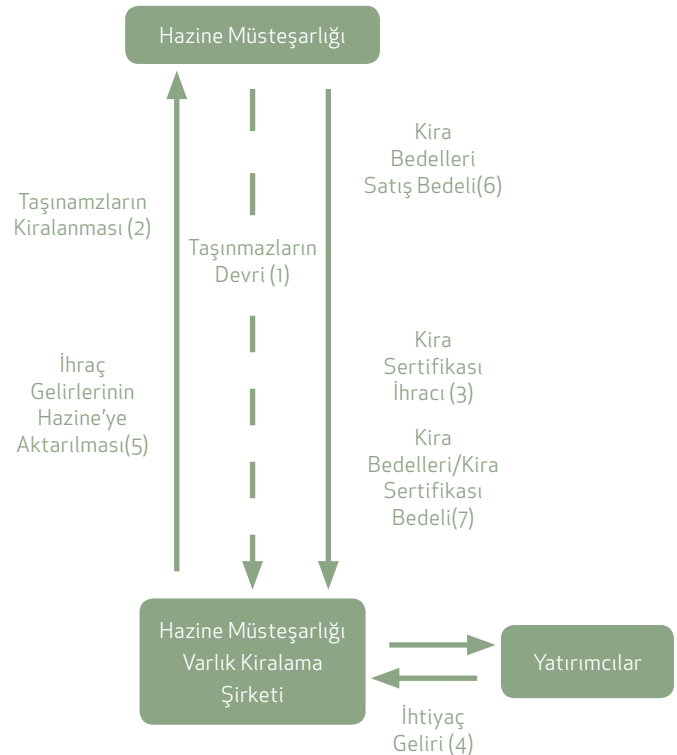 Hazine Müsteşarlığı
Kira
Bedelleri
Satış Bedeli(6)
Taşınamzların
Kiralanması (2)
Taşınmazların
Devri (1)
İhraç
Gelirlerinin
Hazine'ye
Aktarılması(5)
Kira
Sertifikası
İhracı (3)
Kira
Bedelleri/Kira
Sertifikası
Bedeli(7)
Hazine Müsteşarlığı
Varlık Kiralama
Şirketi
Yatırımcılar
İhtiyaç
Geliri (4)